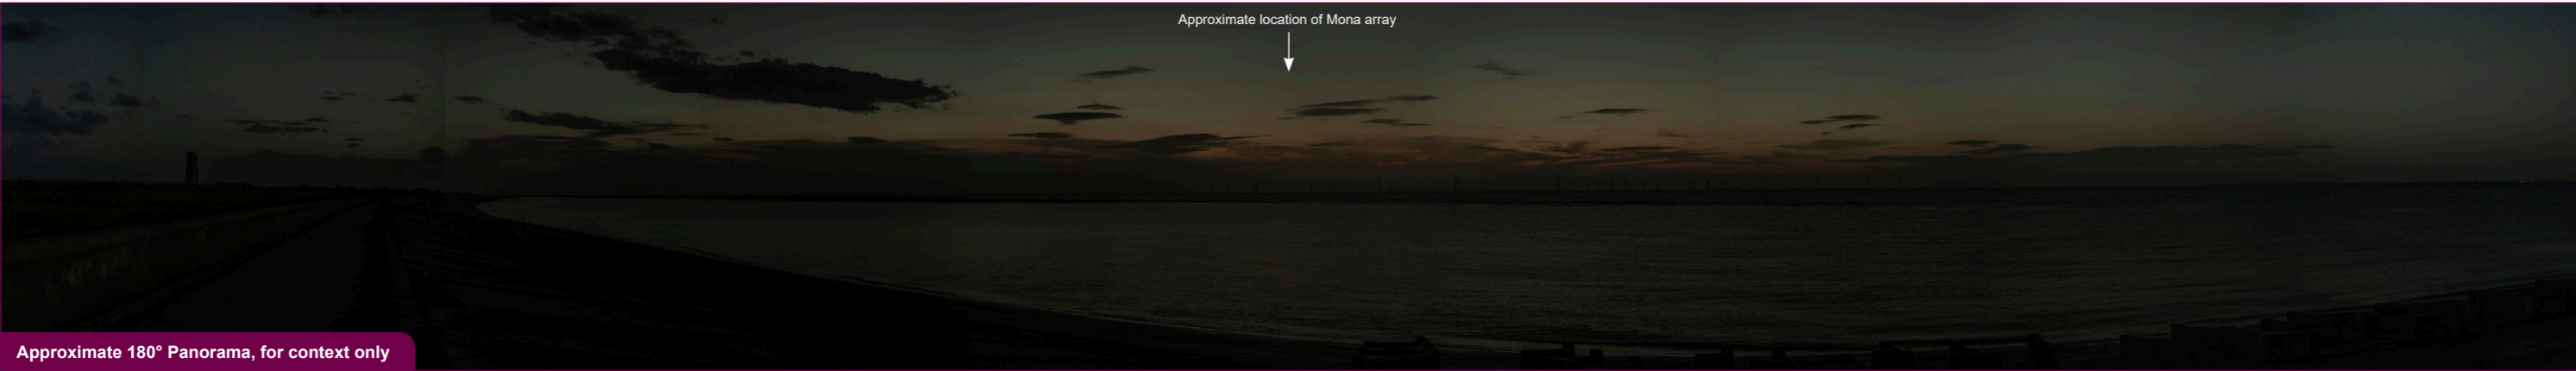 Approximate location of Mona array
Approximate 180° Panorama, for context only